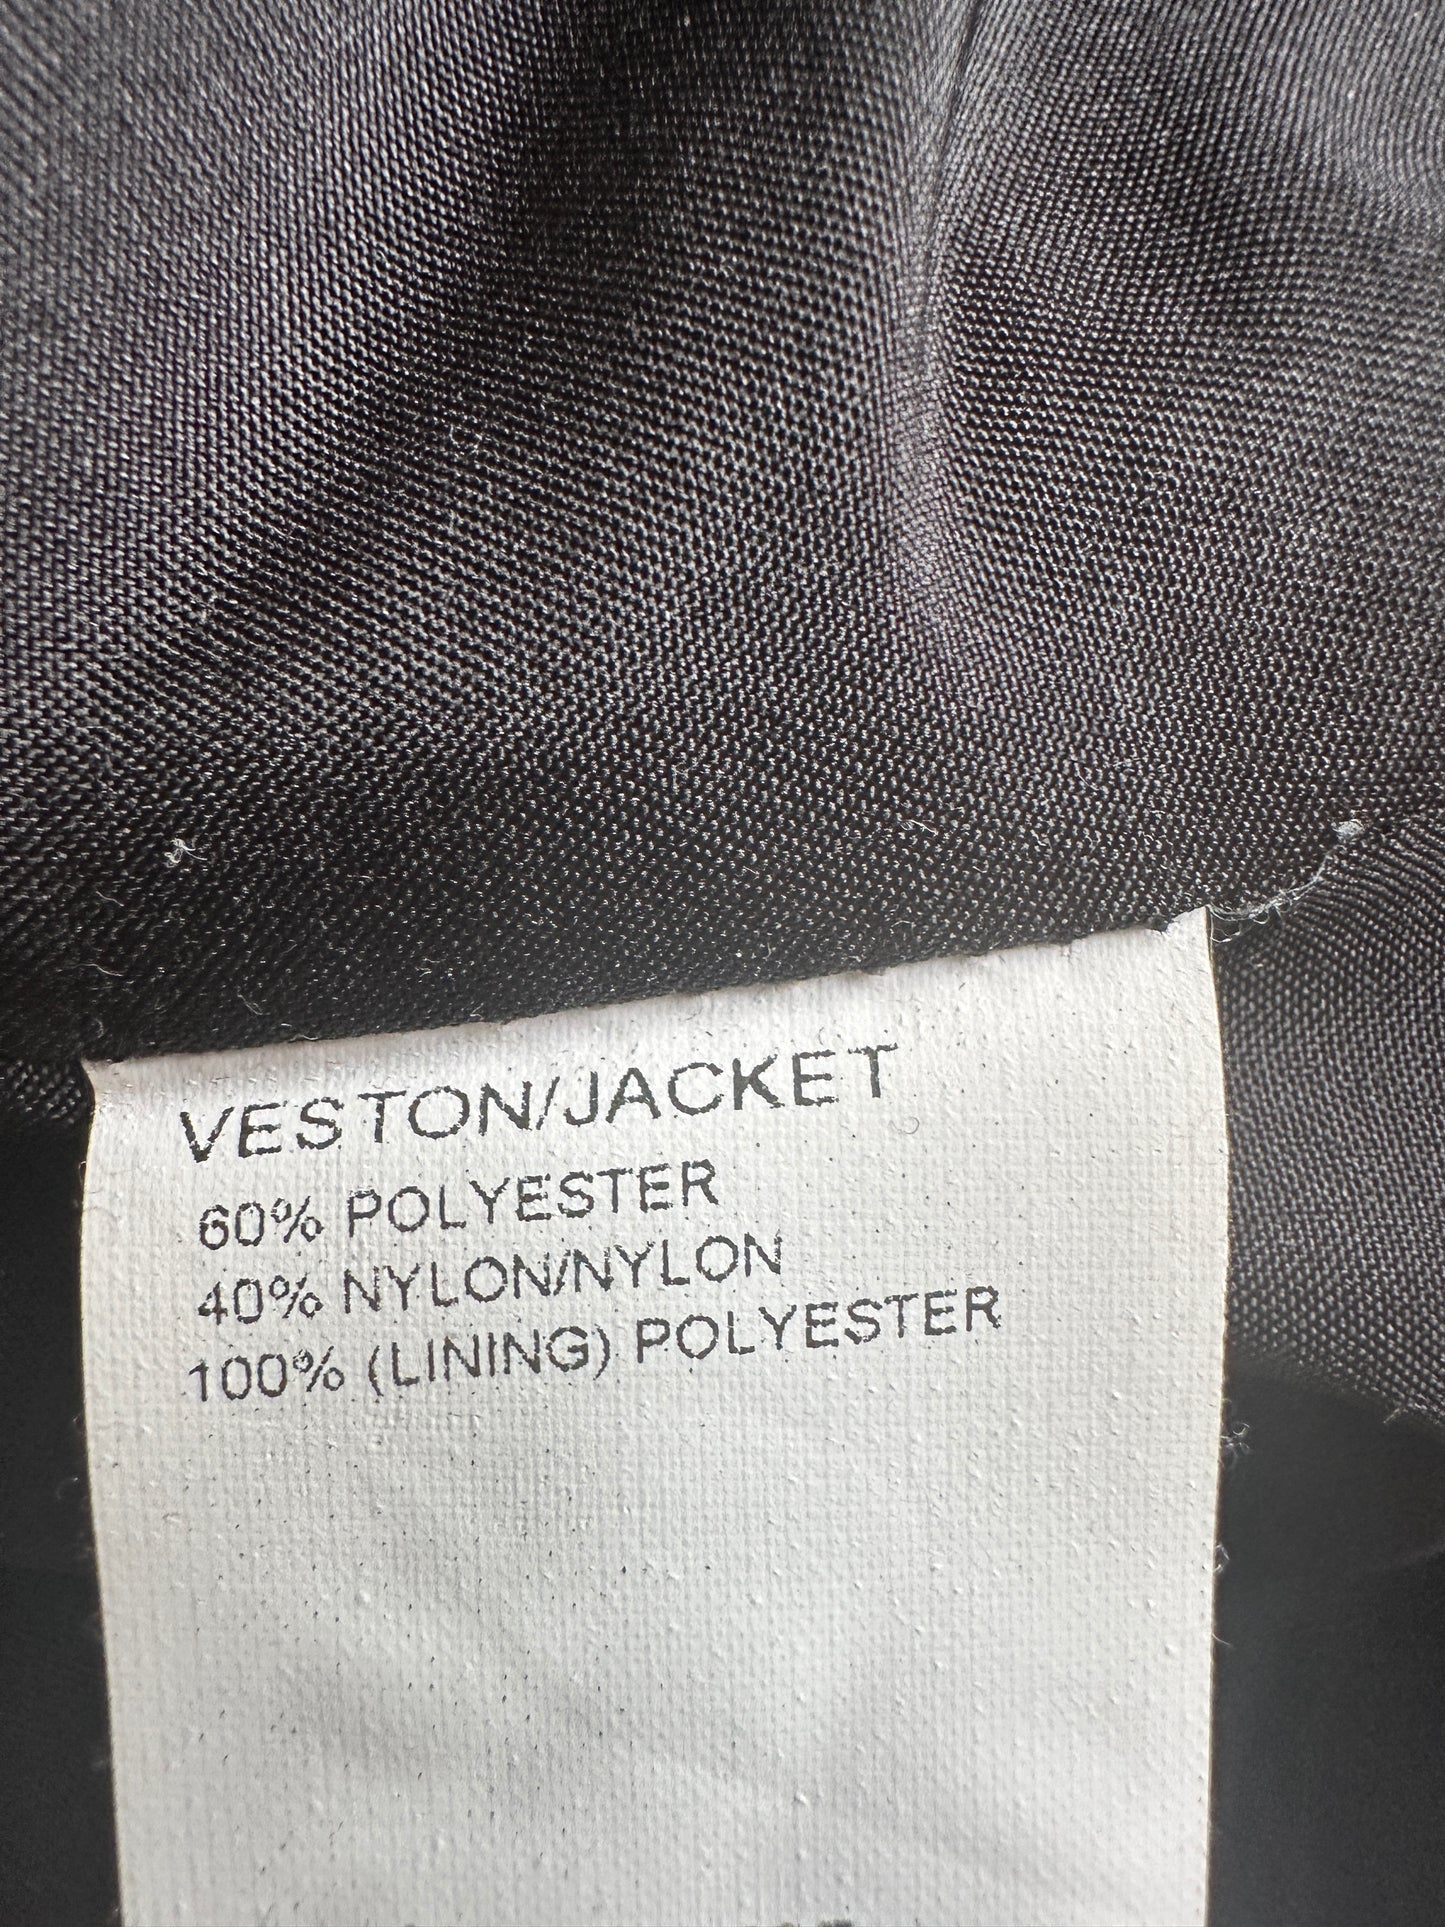 VESTON/JACKET
60% POLYESTER
40% NYLON/NYLON
100% (LINING) POLYESTER